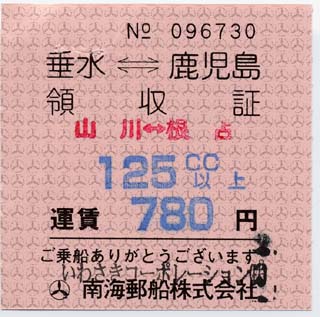 № 096730
垂水 ⇔ 鹿児島
領収証
山川↔根占
125CC以上
運賃 780 円
ご乗船ありがとうございます
いわさきコーポレーション㈱
南海郵船株式会社